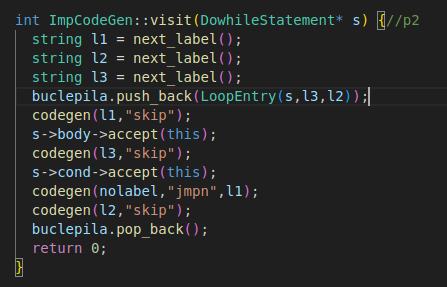 int ImpCodeGen::visit(DowhileStatement* s) {//p2
string l1 = next_label();
string l2 = next_label();
string l3 = next_label();
buclepila.push_back(LoopEntry(s,l3,l2));
codegen(l1,"skip");
s->body->accept(this);
codegen(l3,"skip");
s->cond->accept(this);
codegen(nolabel,"jmpn",l1);
codegen(l2,"skip");
buclepila.pop_back();
return 0;
}